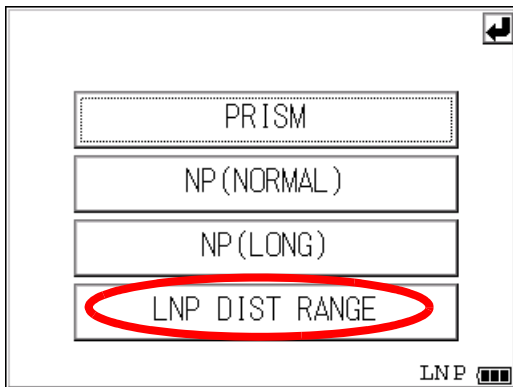 PRISM
NP(NORMAL)
NP(LONG)
LNP DIST RANGE
LNP